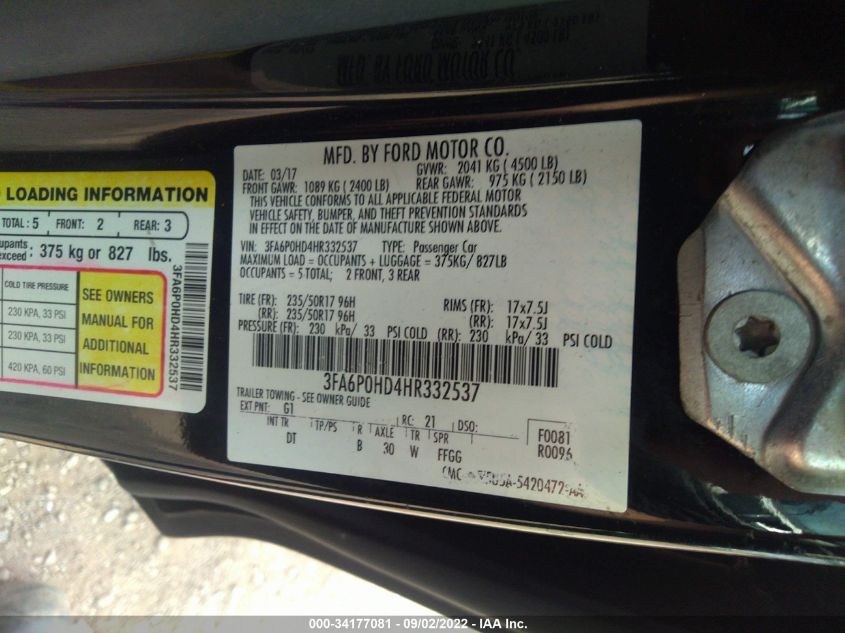 MFD. BY FORD MOTOR CO.
DATE: 03/17 GVWR: 2041 KG ( 4500 LB)
FRONT GAWR: 1089 KG ( 2400 LB) REAR GAWR: 975 KG ( 2150 LB)
THIS VEHICLE CONFORMS TO ALL APPLICABLE FEDERAL MOTOR
VEHICLE SAFETY, BUMPER, AND THEFT PREVENTION STANDARDS
IN EFFECT ON THE DATE OF MANUFACTURE SHOWN ABOVE.
VIN: 3FA6P0HD4HR332537 TYPE: Passenger Car
MAXIMUM LOAD = OCCUPANTS + LUGGAGE = 375KG/ 827LB
OCCUPANTS = 5 TOTAL; 2 FRONT, 3 REAR
TIRE (FR): 235/50R17 96H RIMS (FR): 17x7.5J
(RR): 235/50R17 96H (RR): 17x7.5J
PRESSURE (FR): 230 kPa/ 33 PSI COLD (RR): 230 kPa/ 33 PSI COLD
3FA6P0HD4HR332537
TRAILER TOWING - SEE OWNER GUIDE
EXT PNT: G1 RC: 21 DSO:
INT TR TP/PS R AXLE TR SPR F0081
DT B 30 W FFGG R0096
LOADING INFORMATION
TOTAL : 5 FRONT: 2 REAR: 3
375 kg or 827 lbs.
COLD TIRE PRESSURE
230 KPA, 33 PSI
230 KPA, 33 PSI
420 KPA, 60 PSI
SEE OWNERS
MANUAL FOR
ADDITIONAL
INFORMATION
3FA6P0HD4HR332537
000-34177081 - 09/02/2022 - IAA Inc.